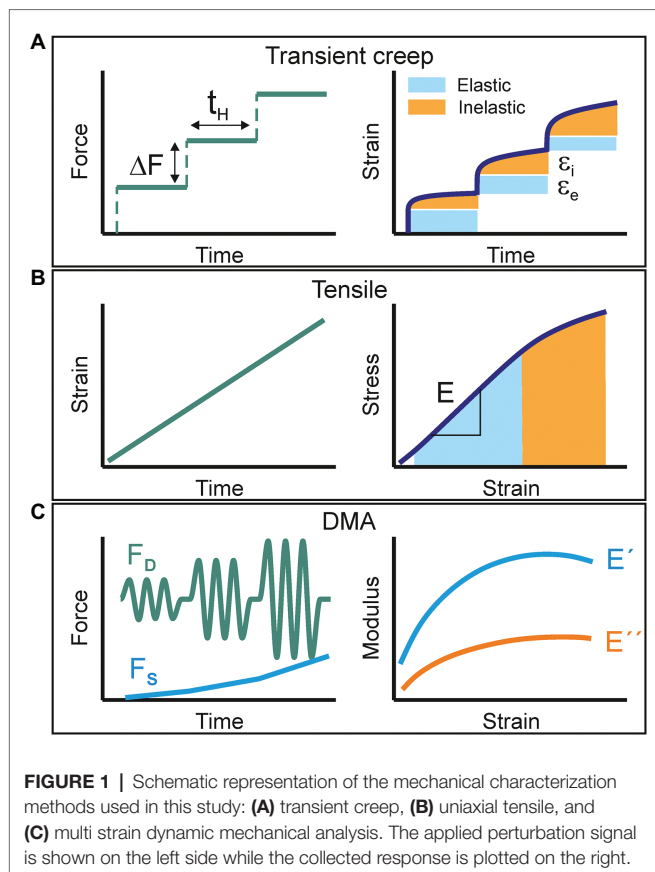 A
Transient creep
Force
ΔF
tH
Time
Strain
Elastic
Inelastic
εi
εe
Time
B
Tensile
Strain
Time
Stress
E
Strain
C
DMA
Force
FD
FS
Time
Modulus
E´
E´´
Strain
FIGURE 1 | Schematic representation of the mechanical characterization
methods used in this study: (A) transient creep, (B) uniaxial tensile, and
(C) multi strain dynamic mechanical analysis. The applied perturbation signal
is shown on the left side while the collected response is plotted on the right.